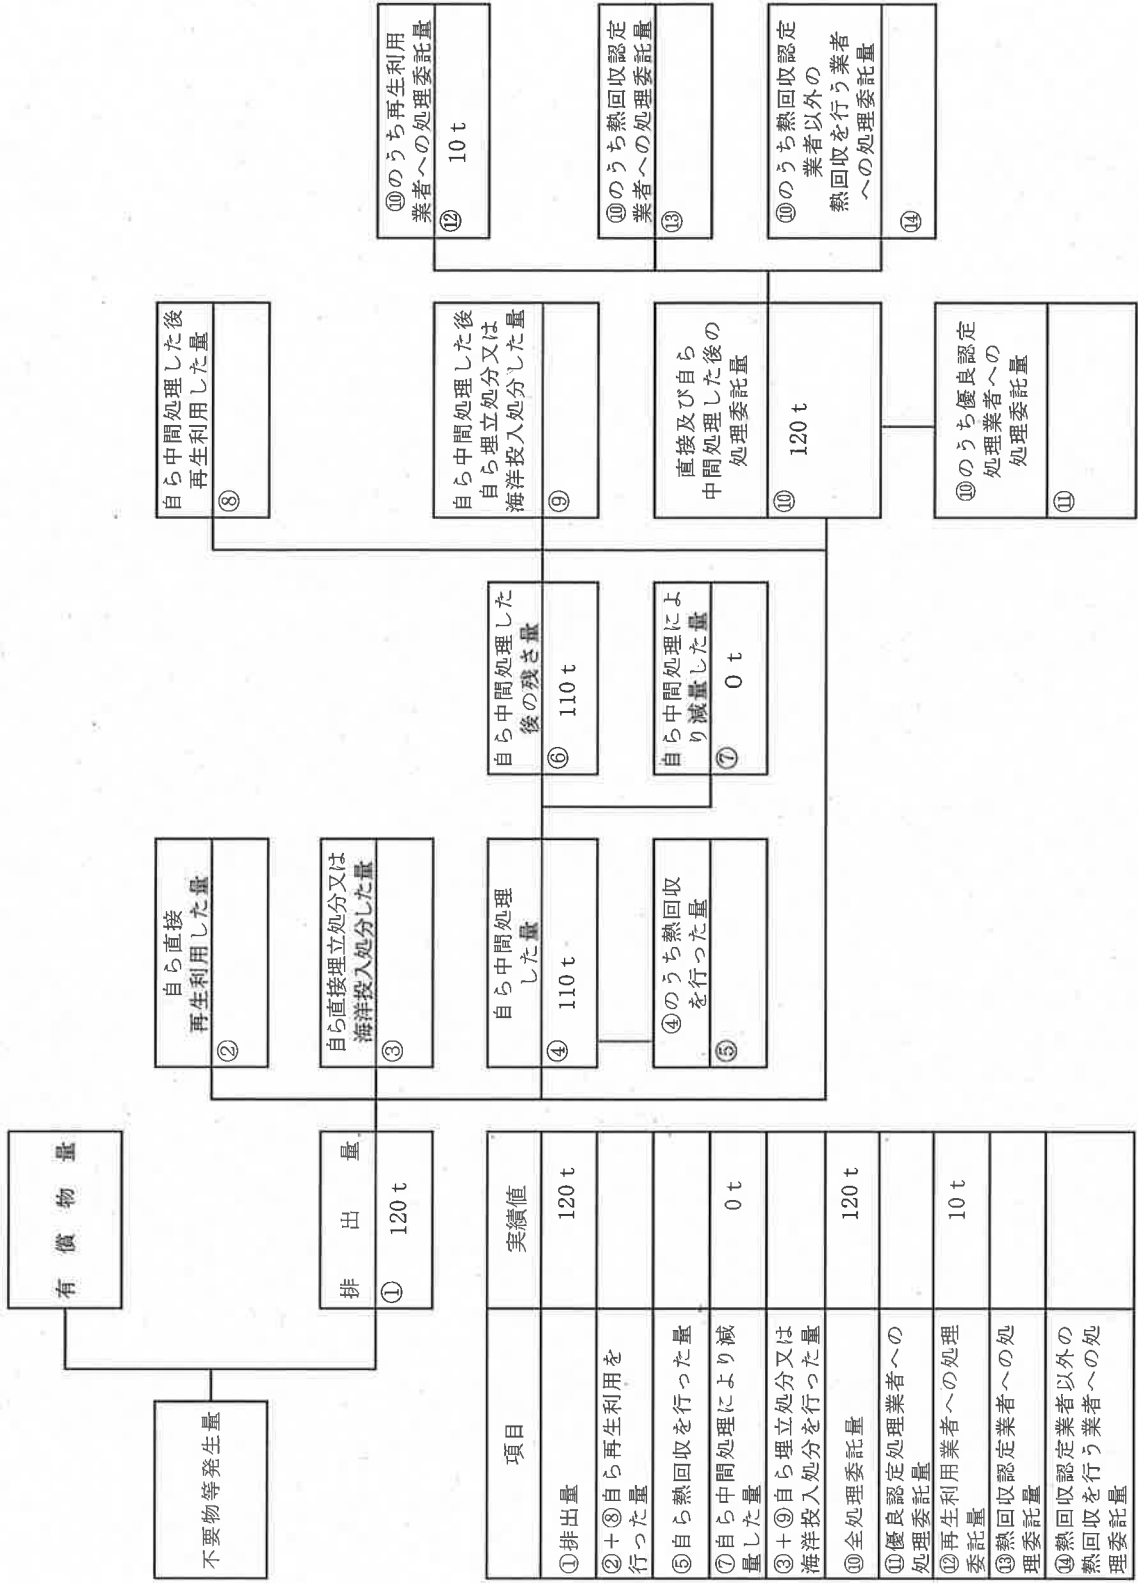 不要物等発生量
有償物量
排出量
①
120 t
自ら直接
再生利用した量
②
自ら直接埋立処分又は
海洋投入処分した量
③
自ら中間処理
した量
④
110 t
④のうち熱回収
を行った量
⑤
自ら中間処理した
後の残さ量
⑥
110 t
自ら中間処理によ
り減量した量
⑦
0 t
自ら中間処理した後
再生利用した量
⑧
自ら中間処理した後
自ら埋立処分又は
海洋投入処分した量
⑨
直接及び自ら
中間処理した後の
処理委託量
⑩
120 t
⑩のうち優良認定
処理業者への
処理委託量
⑪
⑩のうち再生利用
業者への処理委託量
⑫
10 t
⑩のうち熱回収認定
業者への処理委託量
⑬
⑩のうち熱回収認定
業者以外の
熱回収を行う業者
への処理委託量
⑭
項目
実績値
①排出量
120 t
②+⑧自ら再生利用を
行った量
⑤自ら熱回収を行った量
⑦自ら中間処理により減
量した量
0 t
③+⑨自ら埋立処分又は
海洋投入処分を行った量
⑩全処理委託量
120 t
⑪優良認定処理業者への
処理委託量
⑫再生利用業者への処理
委託量
10 t
⑬熱回収認定業者への処
理委託量
⑭熱回収認定業者以外の
熱回収を行う業者への処
理委託量